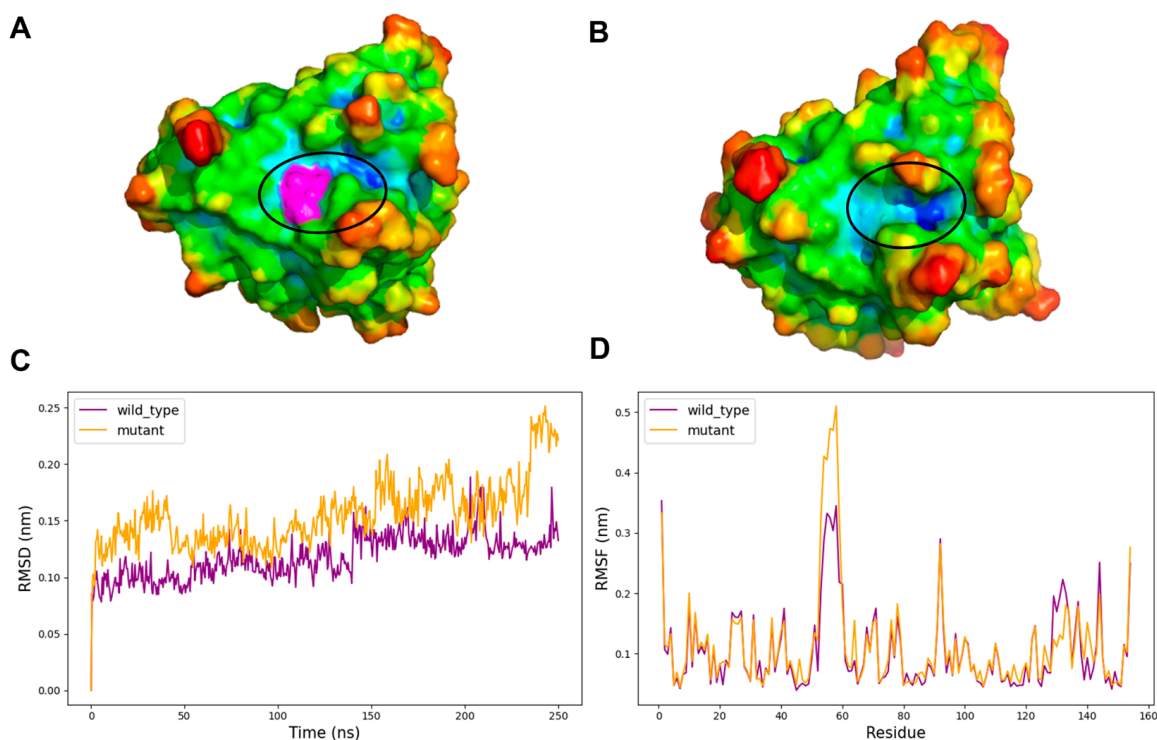 A
B
C
D
wild_type
mutant
0.25
0.20
0.15
0.10
0.05
0.00
RMSD (nm)
0
50
100
150
200
250
Time (ns)
wild_type
mutant
0.5
0.4
0.3
0.2
0.1
RMSF (nm)
0
20
40
60
80
100
120
140
160
Residue